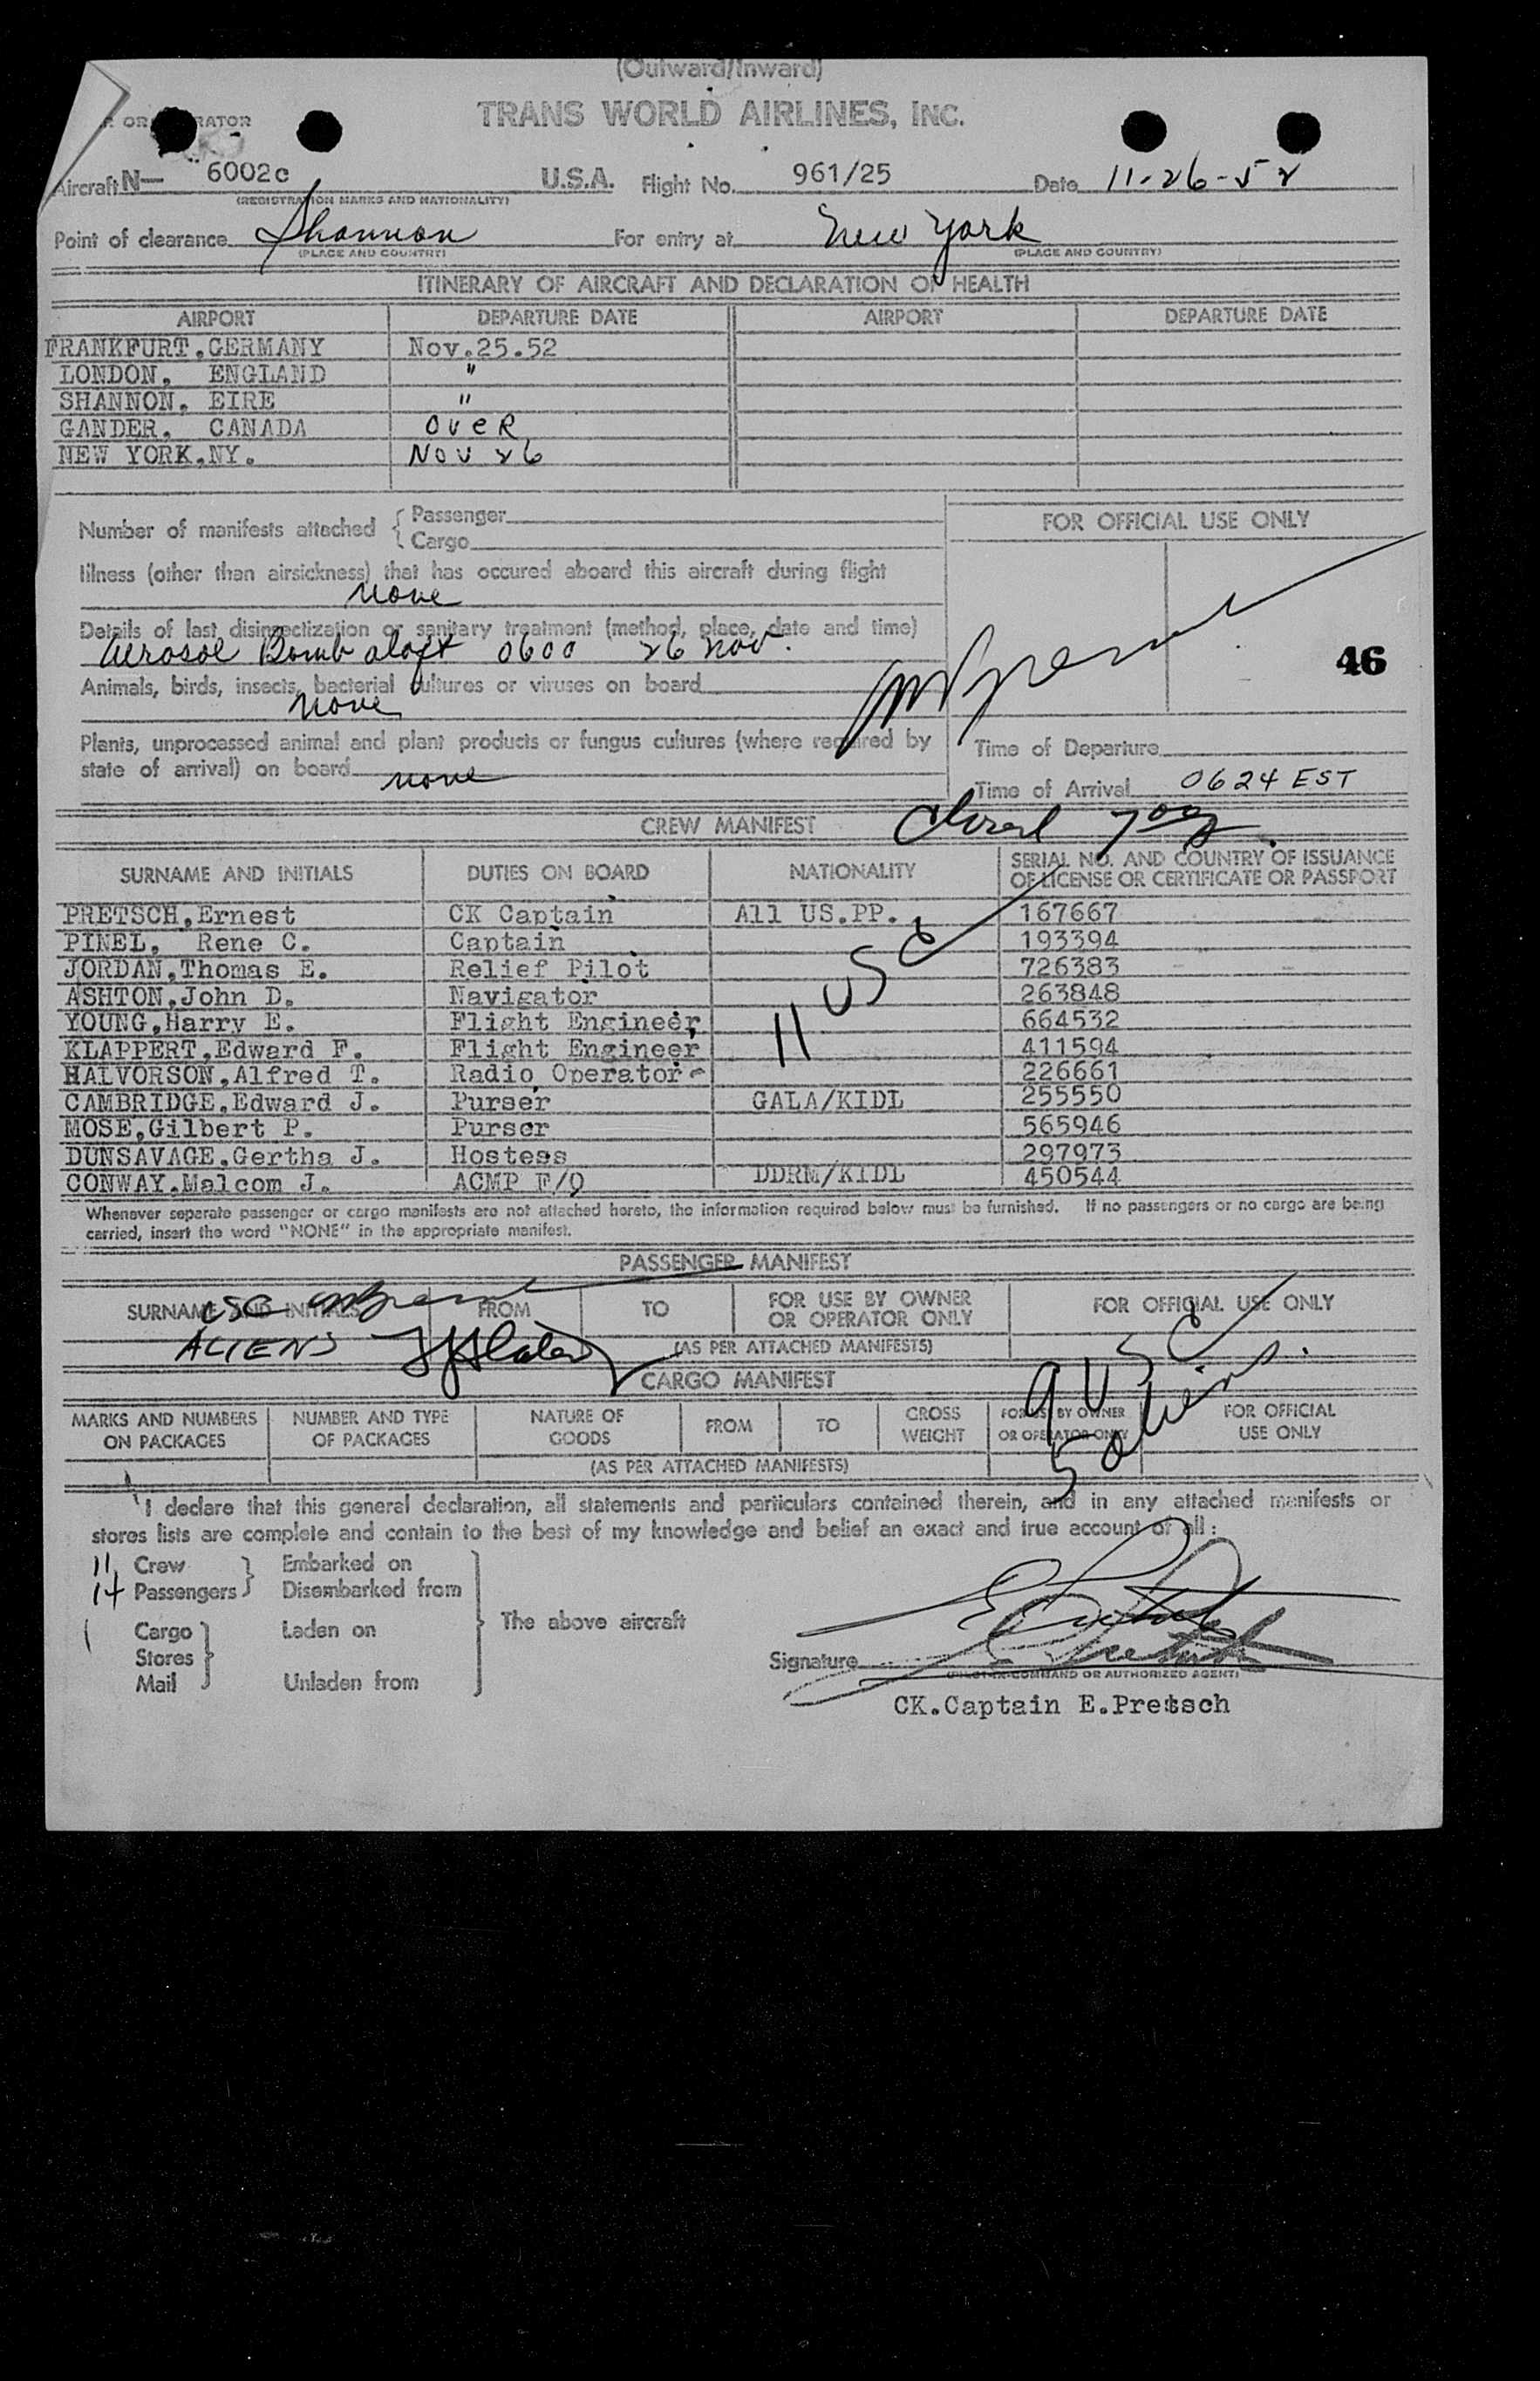 (Outward/Inward)
TRANS WORLD AIRLINES, INC.
Aircraft N— 6002c U.S.A. Flight No. 961/25 Date 11-26-52
(REGISTRATION MARKS AND NATIONALITY)
Point of clearance Shannon For entry at New York
(PLACE AND COUNTRY) (PLACE AND COUNTRY)
ITINERARY OF AIRCRAFT AND DECLARATION OF HEALTH
AIRPORT DEPARTURE DATE AIRPORT DEPARTURE DATE
FRANKFURT,GERMANY Nov.25.52
LONDON, ENGLAND "
SHANNON, EIRE "
GANDER, CANADA OVER
NEW YORK,NY. Nov 26
Number of manifests attached { Passenger
Cargo
FOR OFFICIAL USE ONLY
Illness (other than airsickness) that has occured aboard this aircraft during flight
none
Details of last disinsectization or sanitary treatment (method, place, date and time)
Aerosol Bomb aloft 0600 26 Nov.
46
Animals, birds, insects, bacterial cultures or viruses on board
none
Plants, unprocessed animal and plant products or fungus cultures (where required by
state of arrival) on board none
Time of Departure
Time of Arrival 0624 EST
CREW MANIFEST
SURNAME AND INITIALS DUTIES ON BOARD NATIONALITY SERIAL NO. AND COUNTRY OF ISSUANCE
OF LICENSE OR CERTIFICATE OR PASSPORT
PRETSCH,Ernest CK Captain All US.PP. 167667
PINEL, Rene C. Captain 193394
JORDAN,Thomas E. Relief Pilot 726383
ASHTON,John D. Navigator 263848
YOUNG,Harry E. Flight Engineer 664532
KLAPPERT,Edward F. Flight Engineer 411594
HALVORSON,Alfred T. Radio Operator 226661
CAMBRIDGE,Edward J. Purser GALA/KIDL 255550
MOSE,Gilbert P. Purser 565946
DUNSAVAGE,Gertha J. Hostess 297973
CONWAY.Malcom J. ACMP F/O DDRM/KIDL 450544
11 USC
Whenever separate passenger or cargo manifests are not attached hereto, the information required below must be furnished. If no passengers or no cargo are being
carried, insert the word "NONE" in the appropriate manifest.
PASSENGER MANIFEST
SURNAME AND INITIALS FROM TO FOR USE BY OWNER
OR OPERATOR ONLY FOR OFFICIAL USE ONLY
USC
ALIENS
(AS PER ATTACHED MANIFESTS)
9 USC
5 aliens.
CARGO MANIFEST
MARKS AND NUMBERS
ON PACKAGES NUMBER AND TYPE
OF PACKAGES NATURE OF
GOODS FROM TO GROSS
WEIGHT FOR USE BY OWNER
OR OPERATOR ONLY FOR OFFICIAL
USE ONLY
(AS PER ATTACHED MANIFESTS)
I declare that this general declaration, all statements and particulars contained therein, and in any attached manifests or
stores lists are complete and contain to the best of my knowledge and belief an exact and true account of all:
11 Crew Embarked on
14 Passengers Disembarked from
Cargo Laden on The above aircraft
Stores
Mail Unladen from
Signature
(PILOT IN COMMAND OR AUTHORIZED AGENT)
CK.Captain E.Pretsch